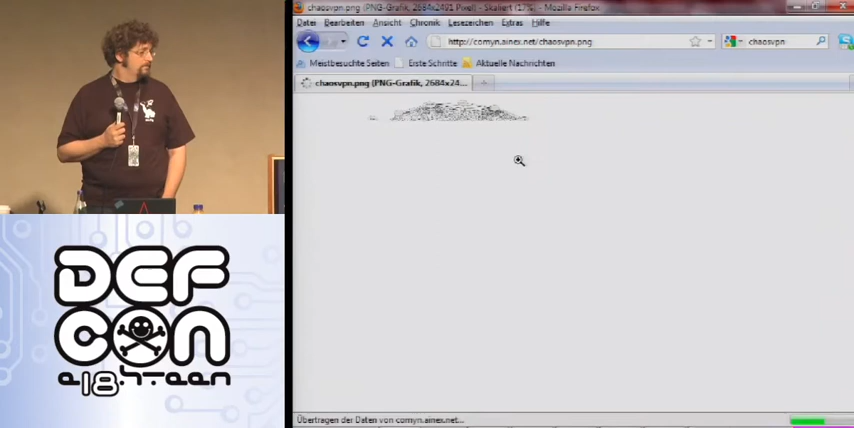 chaosvpn.png (PNG-Grafik, 2684x2491 Pixel) - Skaliert (17%) - Mozilla Firefox
Datei Bearbeiten Ansicht Chronik Lesezeichen Extras Hilfe
http://comyn.ainex.net/chaosvpn.png
chaosvpn
Meistbesuchte Seiten Erste Schritte Aktuelle Nachrichten
chaosvpn.png (PNG-Grafik, 2684x24...
DEF
CON
Übertragen der Daten von comyn.ainex.net...